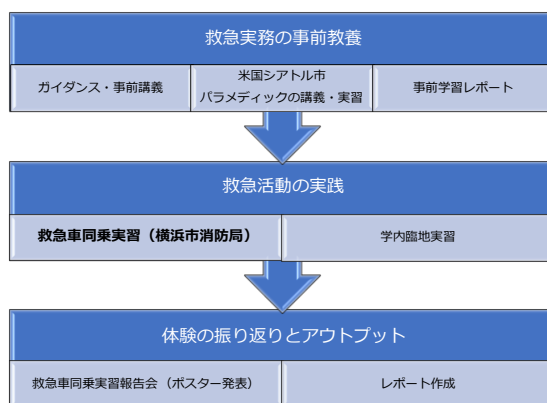 救急実務の事前教養
ガイダンス・事前講義
米国シアトル市
パラメディックの講義・実習
事前学習レポート
救急活動の実践
救急車同乗実習（横浜市消防局）
学内臨地実習
体験の振り返りとアウトプット
救急車同乗実習報告会（ポスター発表）
レポート作成